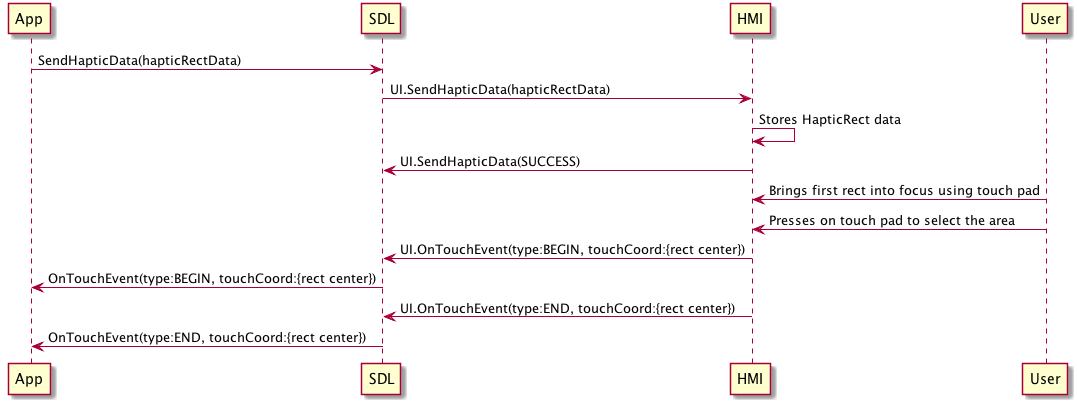 App SDL HMI User
SendHapticData(hapticRectData)
UI.SendHapticData(hapticRectData)
Stores HapticRect data
UI.SendHapticData(SUCCESS)
Brings first rect into focus using touch pad
Presses on touch pad to select the area
UI.OnTouchEvent(type:BEGIN, touchCoord:{rect center})
OnTouchEvent(type:BEGIN, touchCoord:{rect center})
UI.OnTouchEvent(type:END, touchCoord:{rect center})
OnTouchEvent(type:END, touchCoord:{rect center})
App SDL HMI User